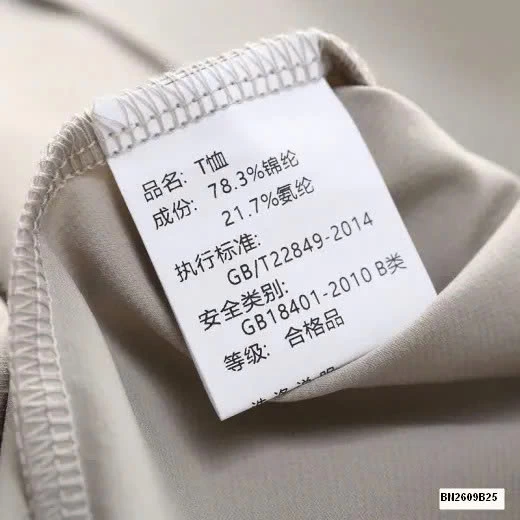 品名: T恤
成份: 78.3%锦纶
21.7%氨纶
执行标准:
GB/T22849-2014
安全类别:
GB18401-2010 B类
等级: 合格品
BH2609B25